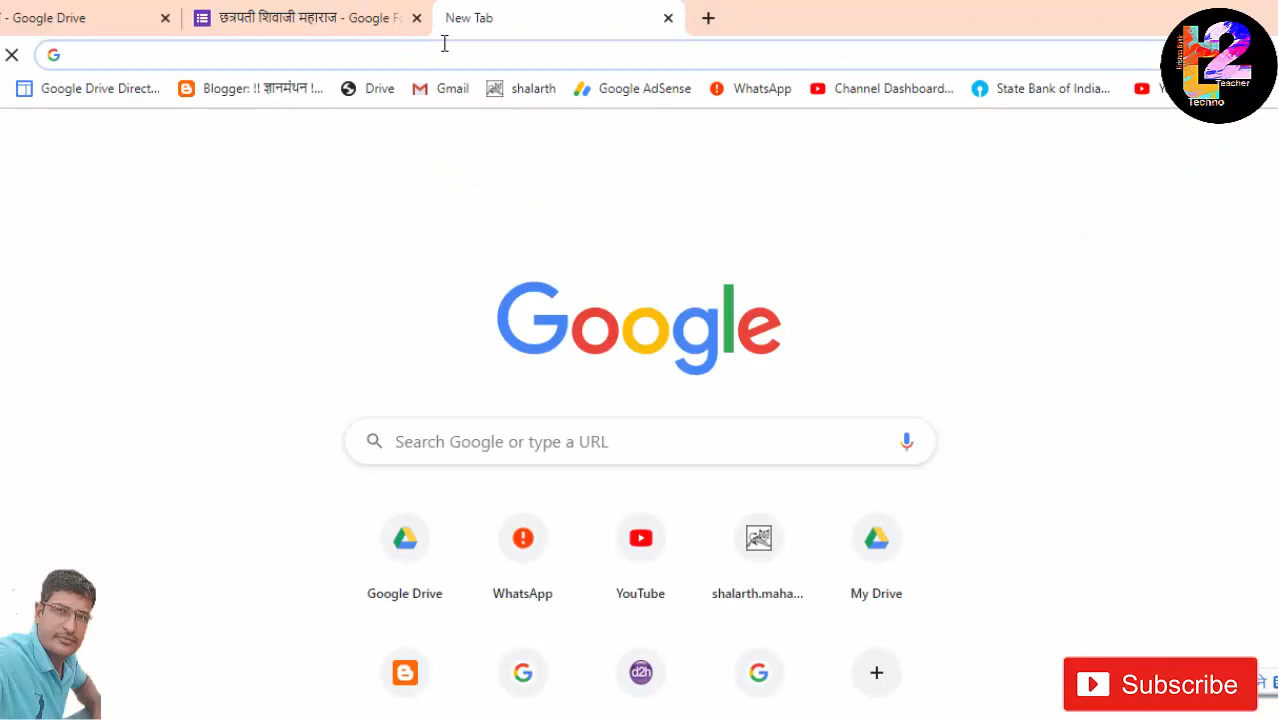 - Google Drive
छत्रपती शिवाजी महाराज - Google Fo
New Tab
Google Drive Direct...
Blogger: !! ज्ञानमंथन !...
Drive
Gmail
shalarth
Google AdSense
WhatsApp
Channel Dashboard...
State Bank of India...
2
Teacher
Techno
Google
Search Google or type a URL
Google Drive
WhatsApp
YouTube
shalarth.maha...
My Drive
d2h
Subscribe